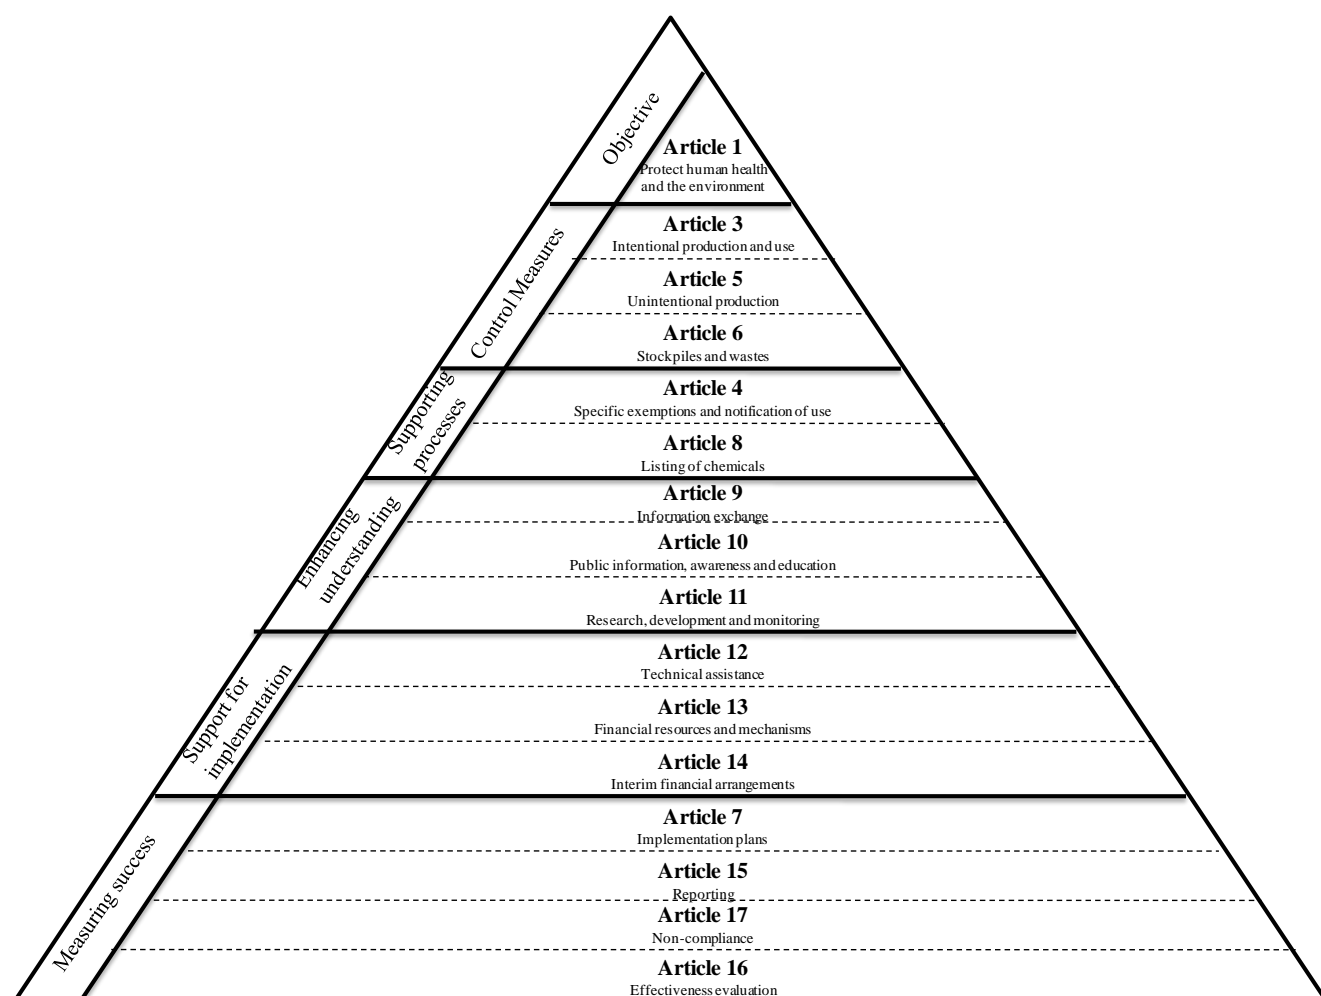 Objective
Article 1
Protect human health
and the environment
Control Measures
Article 3
Intentional production and use
Article 5
Unintentional production
Article 6
Stockpiles and wastes
Supporting
processes
Article 4
Specific exemptions and notification of use
Article 8
Listing of chemicals
Enhancing
understanding
Article 9
Information exchange
Article 10
Public information, awareness and education
Article 11
Research, development and monitoring
Support for
implementation
Article 12
Technical assistance
Article 13
Financial resources and mechanisms
Article 14
Interim financial arrangements
Measuring success
Article 7
Implementation plans
Article 15
Reporting
Article 17
Non-compliance
Article 16
Effectiveness evaluation